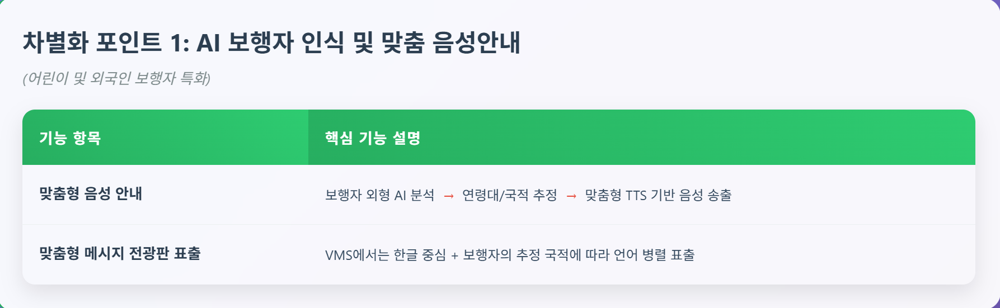 차별화 포인트 1: AI 보행자 인식 및 맞춤 음성안내
(어린이 및 외국인 보행자 특화)
기능 항목 핵심 기능 설명
맞춤형 음성 안내 보행자 외형 AI 분석 → 연령대/국적 추정 → 맞춤형 TTS 기반 음성 송출
맞춤형 메시지 전광판 표출 VMS에서는 한글 중심 + 보행자의 추정 국적에 따라 언어 병렬 표출